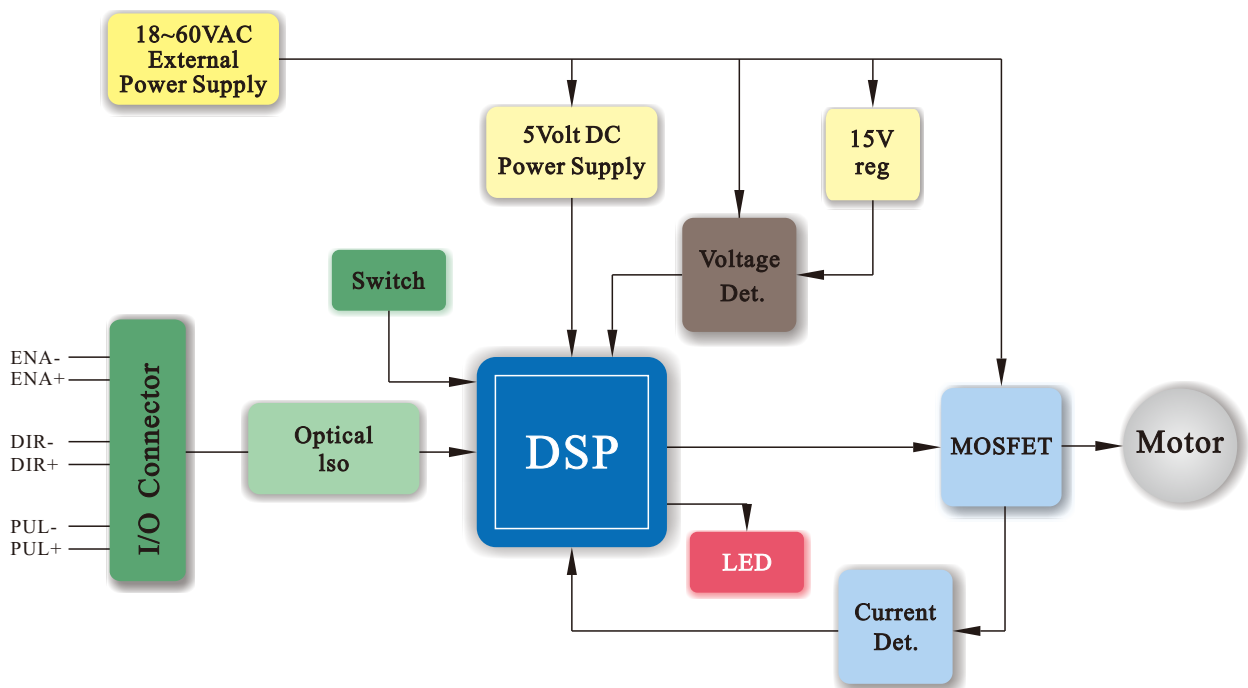 18~60VAC
External
Power Supply
5Volt DC
Power Supply
15V
reg
Voltage
Det.
Switch
ENA-
ENA+
DIR-
DIR+
PUL-
PUL+
I/O Connector
Optical
lso
DSP
MOSFET
Motor
LED
Current
Det.